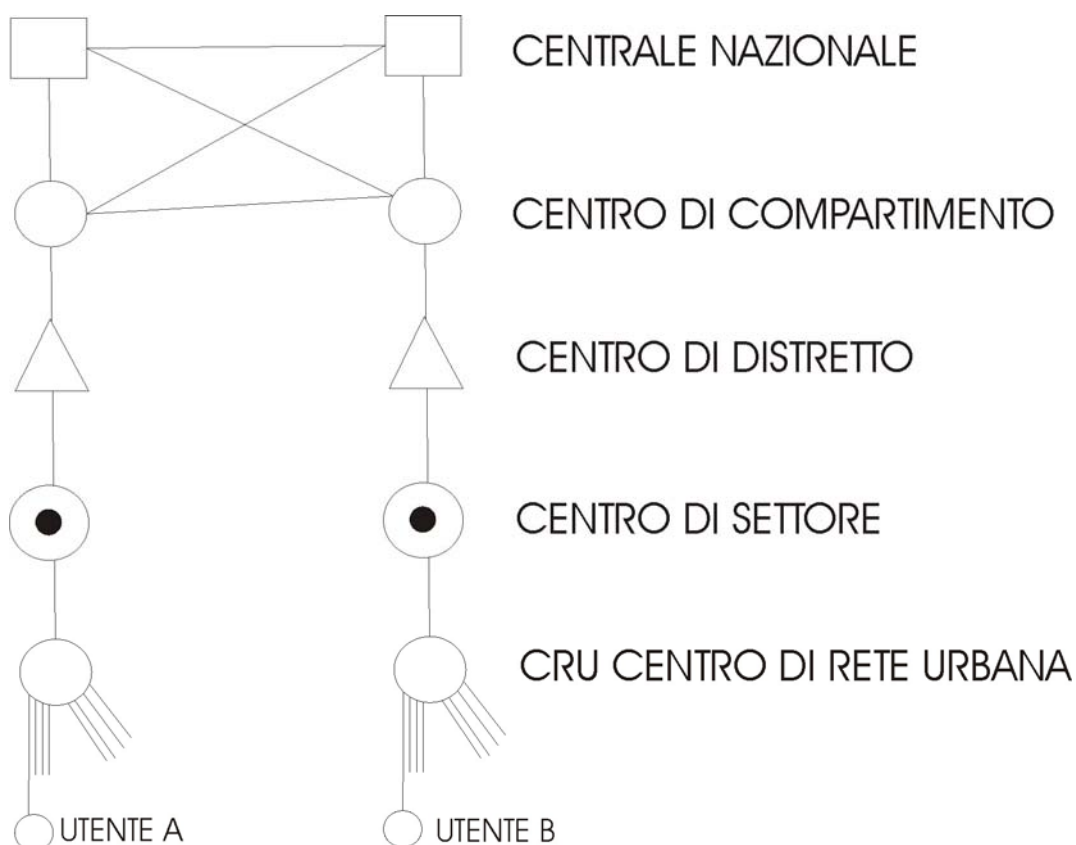 CENTRALE NAZIONALE
CENTRO DI COMPARTIMENTO
CENTRO DI DISTRETTO
CENTRO DI SETTORE
CRU CENTRO DI RETE URBANA
UTENTE A
UTENTE B